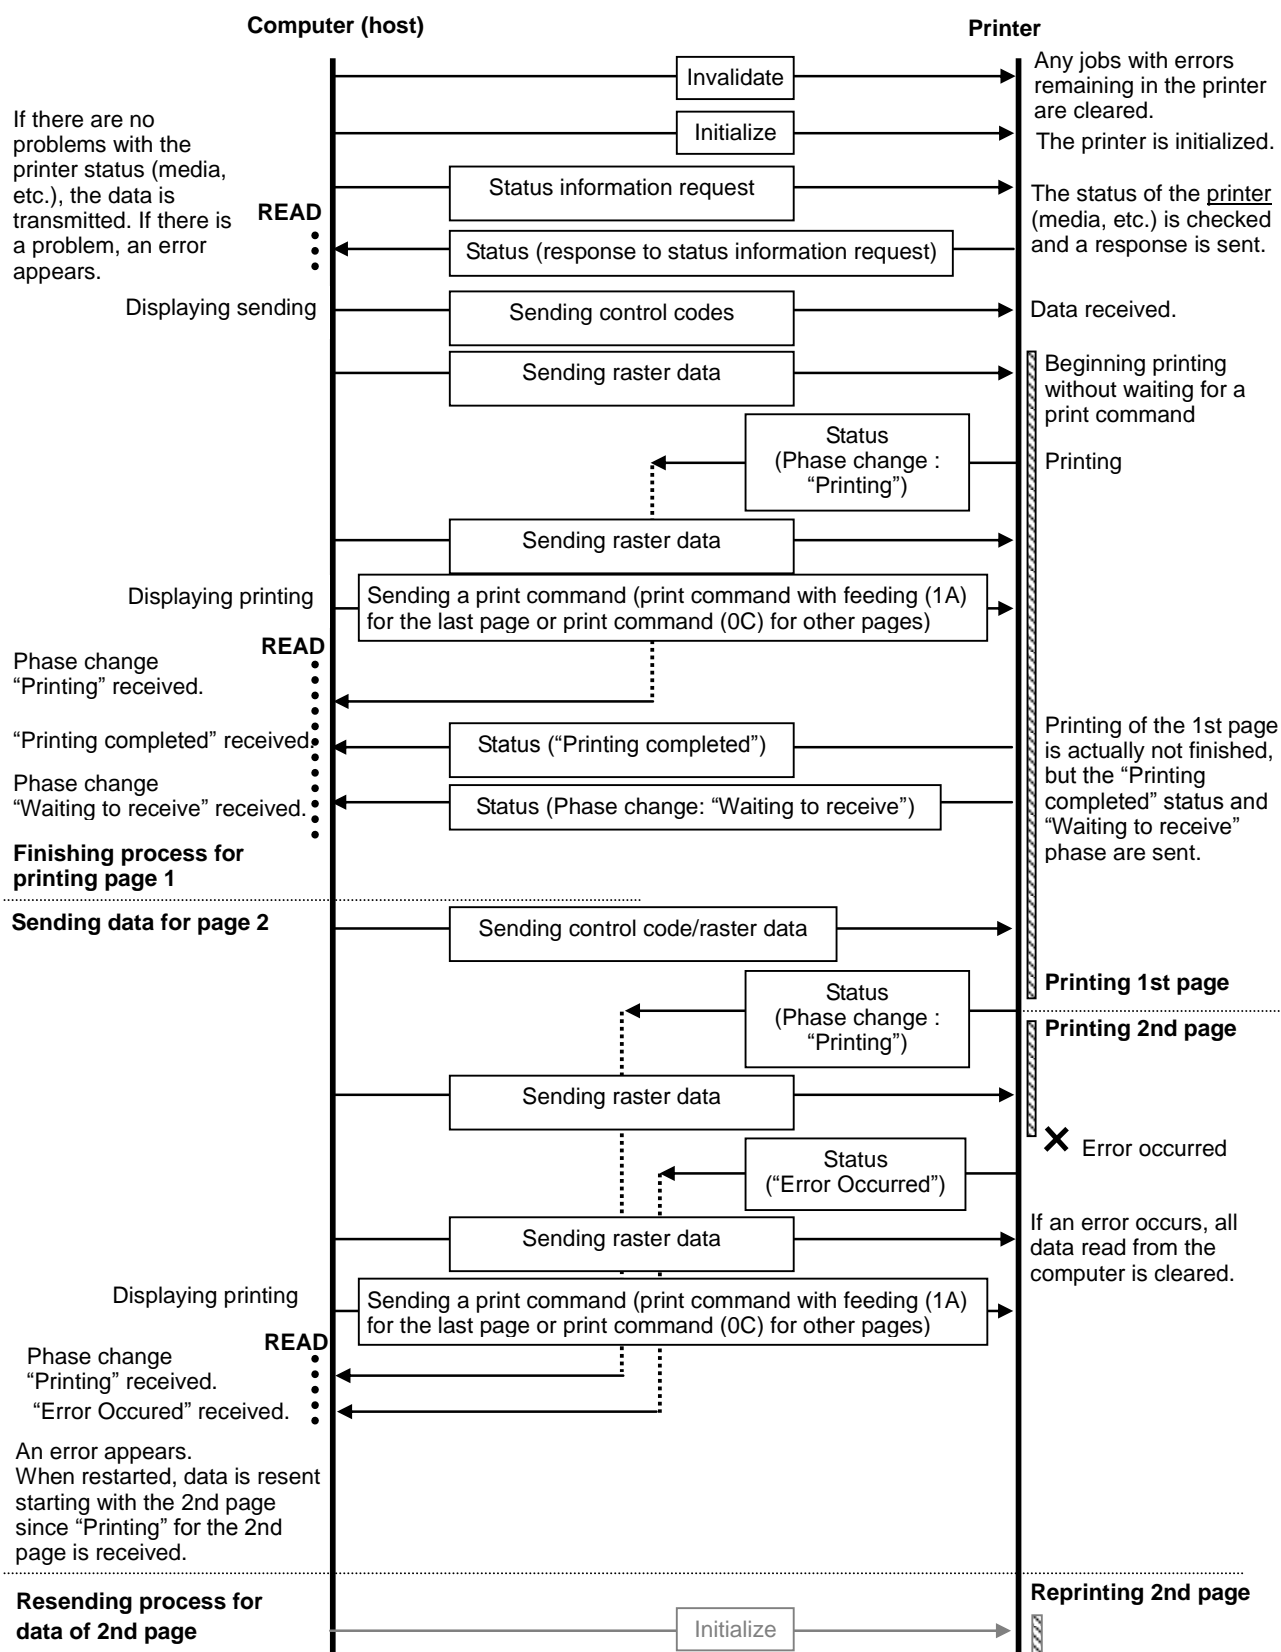 Computer (host)
Printer
Invalidate
Any jobs with errors
remaining in the printer
are cleared.
If there are no
problems with the
printer status (media,
etc.), the data is
transmitted. If there is
a problem, an error
appears.
Initialize
The printer is initialized.
Status information request
READ
The status of the printer
(media, etc.) is checked
and a response is sent.
Status (response to status information request)
Displaying sending
Sending control codes
Data received.
Sending raster data
Beginning printing
without waiting for a
print command
Status
(Phase change :
“Printing”)
Printing
Sending raster data
Displaying printing
Sending a print command (print command with feeding (1A)
for the last page or print command (0C) for other pages)
READ
Phase change
“Printing” received.
“Printing completed” received.
Status (“Printing completed”)
Printing of the 1st page
is actually not finished,
but the “Printing
completed” status and
“Waiting to receive”
phase are sent.
Phase change
“Waiting to receive” received.
Status (Phase change: “Waiting to receive”)
Finishing process for
printing page 1
Sending data for page 2
Sending control code/raster data
Printing 1st page
Status
(Phase change :
“Printing”)
Printing 2nd page
Sending raster data
Error occurred
Status
(“Error Occurred”)
Sending raster data
If an error occurs, all
data read from the
computer is cleared.
Displaying printing
Sending a print command (print command with feeding (1A)
for the last page or print command (0C) for other pages)
READ
Phase change
“Printing” received.
“Error Occured” received.
An error appears.
When restarted, data is resent
starting with the 2nd page
since “Printing” for the 2nd
page is received.
Resending process for
data of 2nd page
Initialize
Reprinting 2nd page